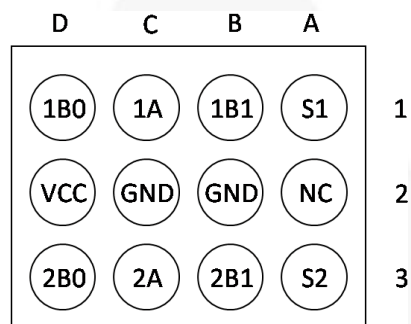 D C B A
1B0 1A 1B1 S1 1
VCC GND GND NC 2
2B0 2A 2B1 S2 3